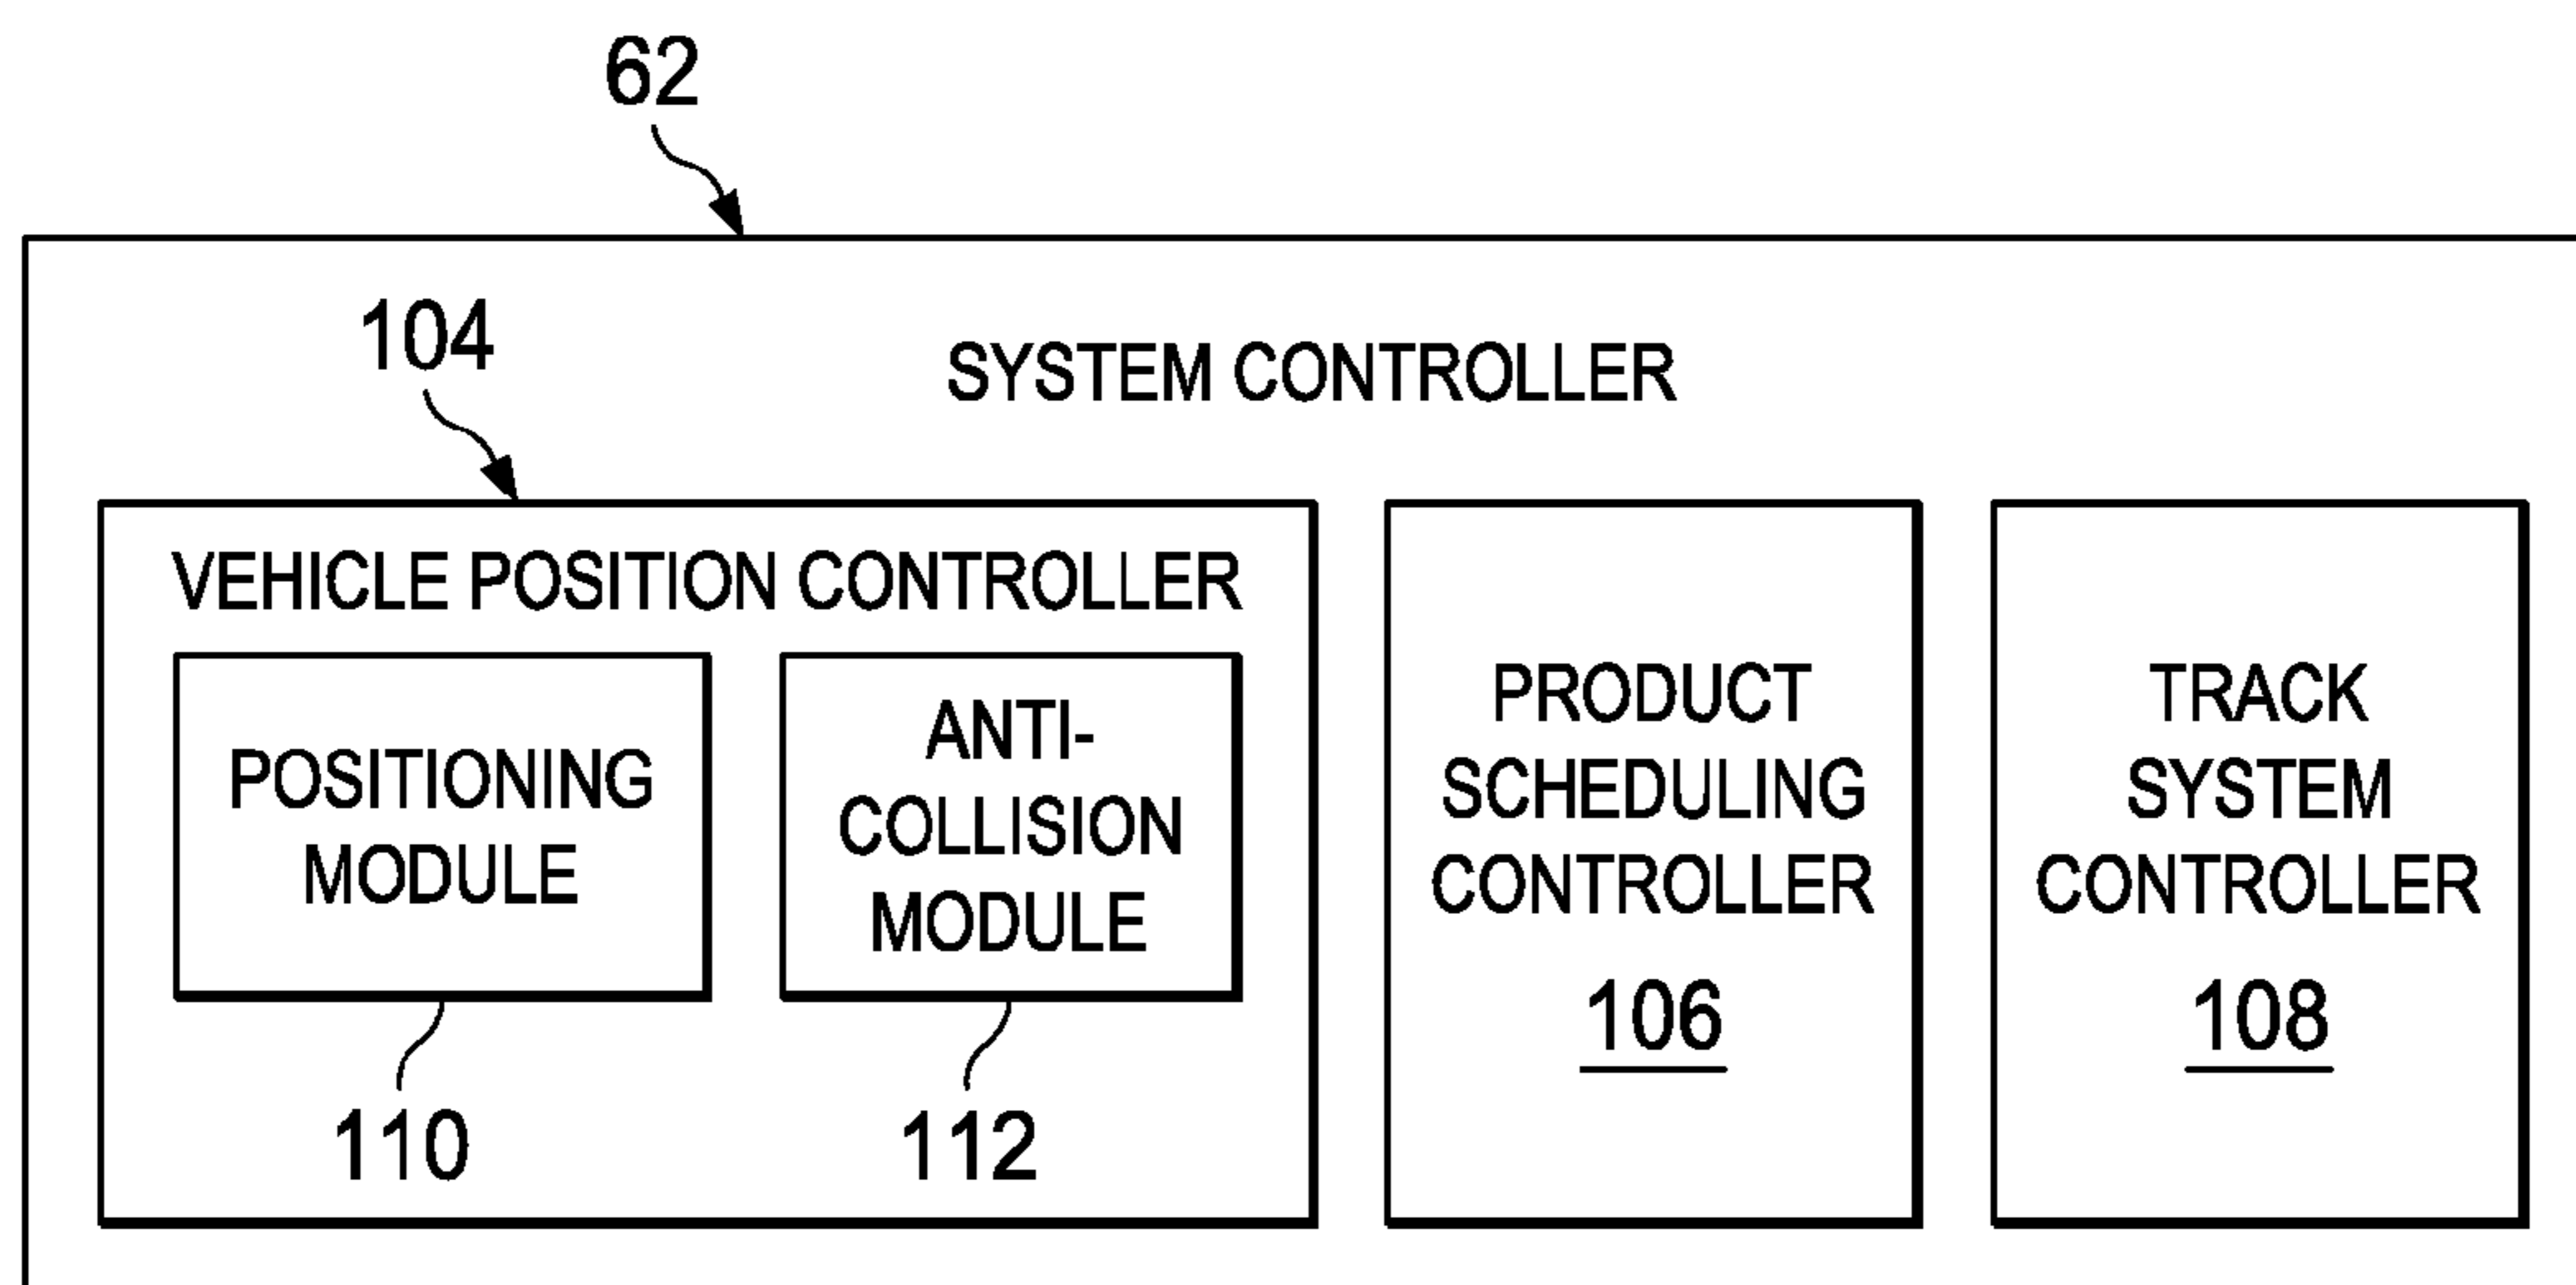 62
104
SYSTEM CONTROLLER
VEHICLE POSITION CONTROLLER
POSITIONING
MODULE
110
ANTI-
COLLISION
MODULE
112
PRODUCT
SCHEDULING
CONTROLLER
106
TRACK
SYSTEM
CONTROLLER
108